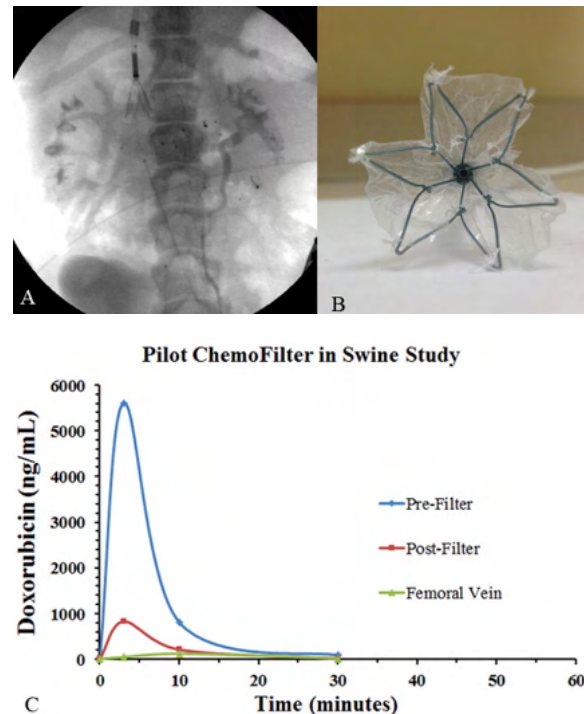 A
B
Pilot ChemoFilter in Swine Study
Doxorubicin (ng/mL)
6000
5000
4000
3000
2000
1000
0
Pre-Filter
Post-Filter
Femoral Vein
0 10 20 30 40 50 60
Time (minutes)
C